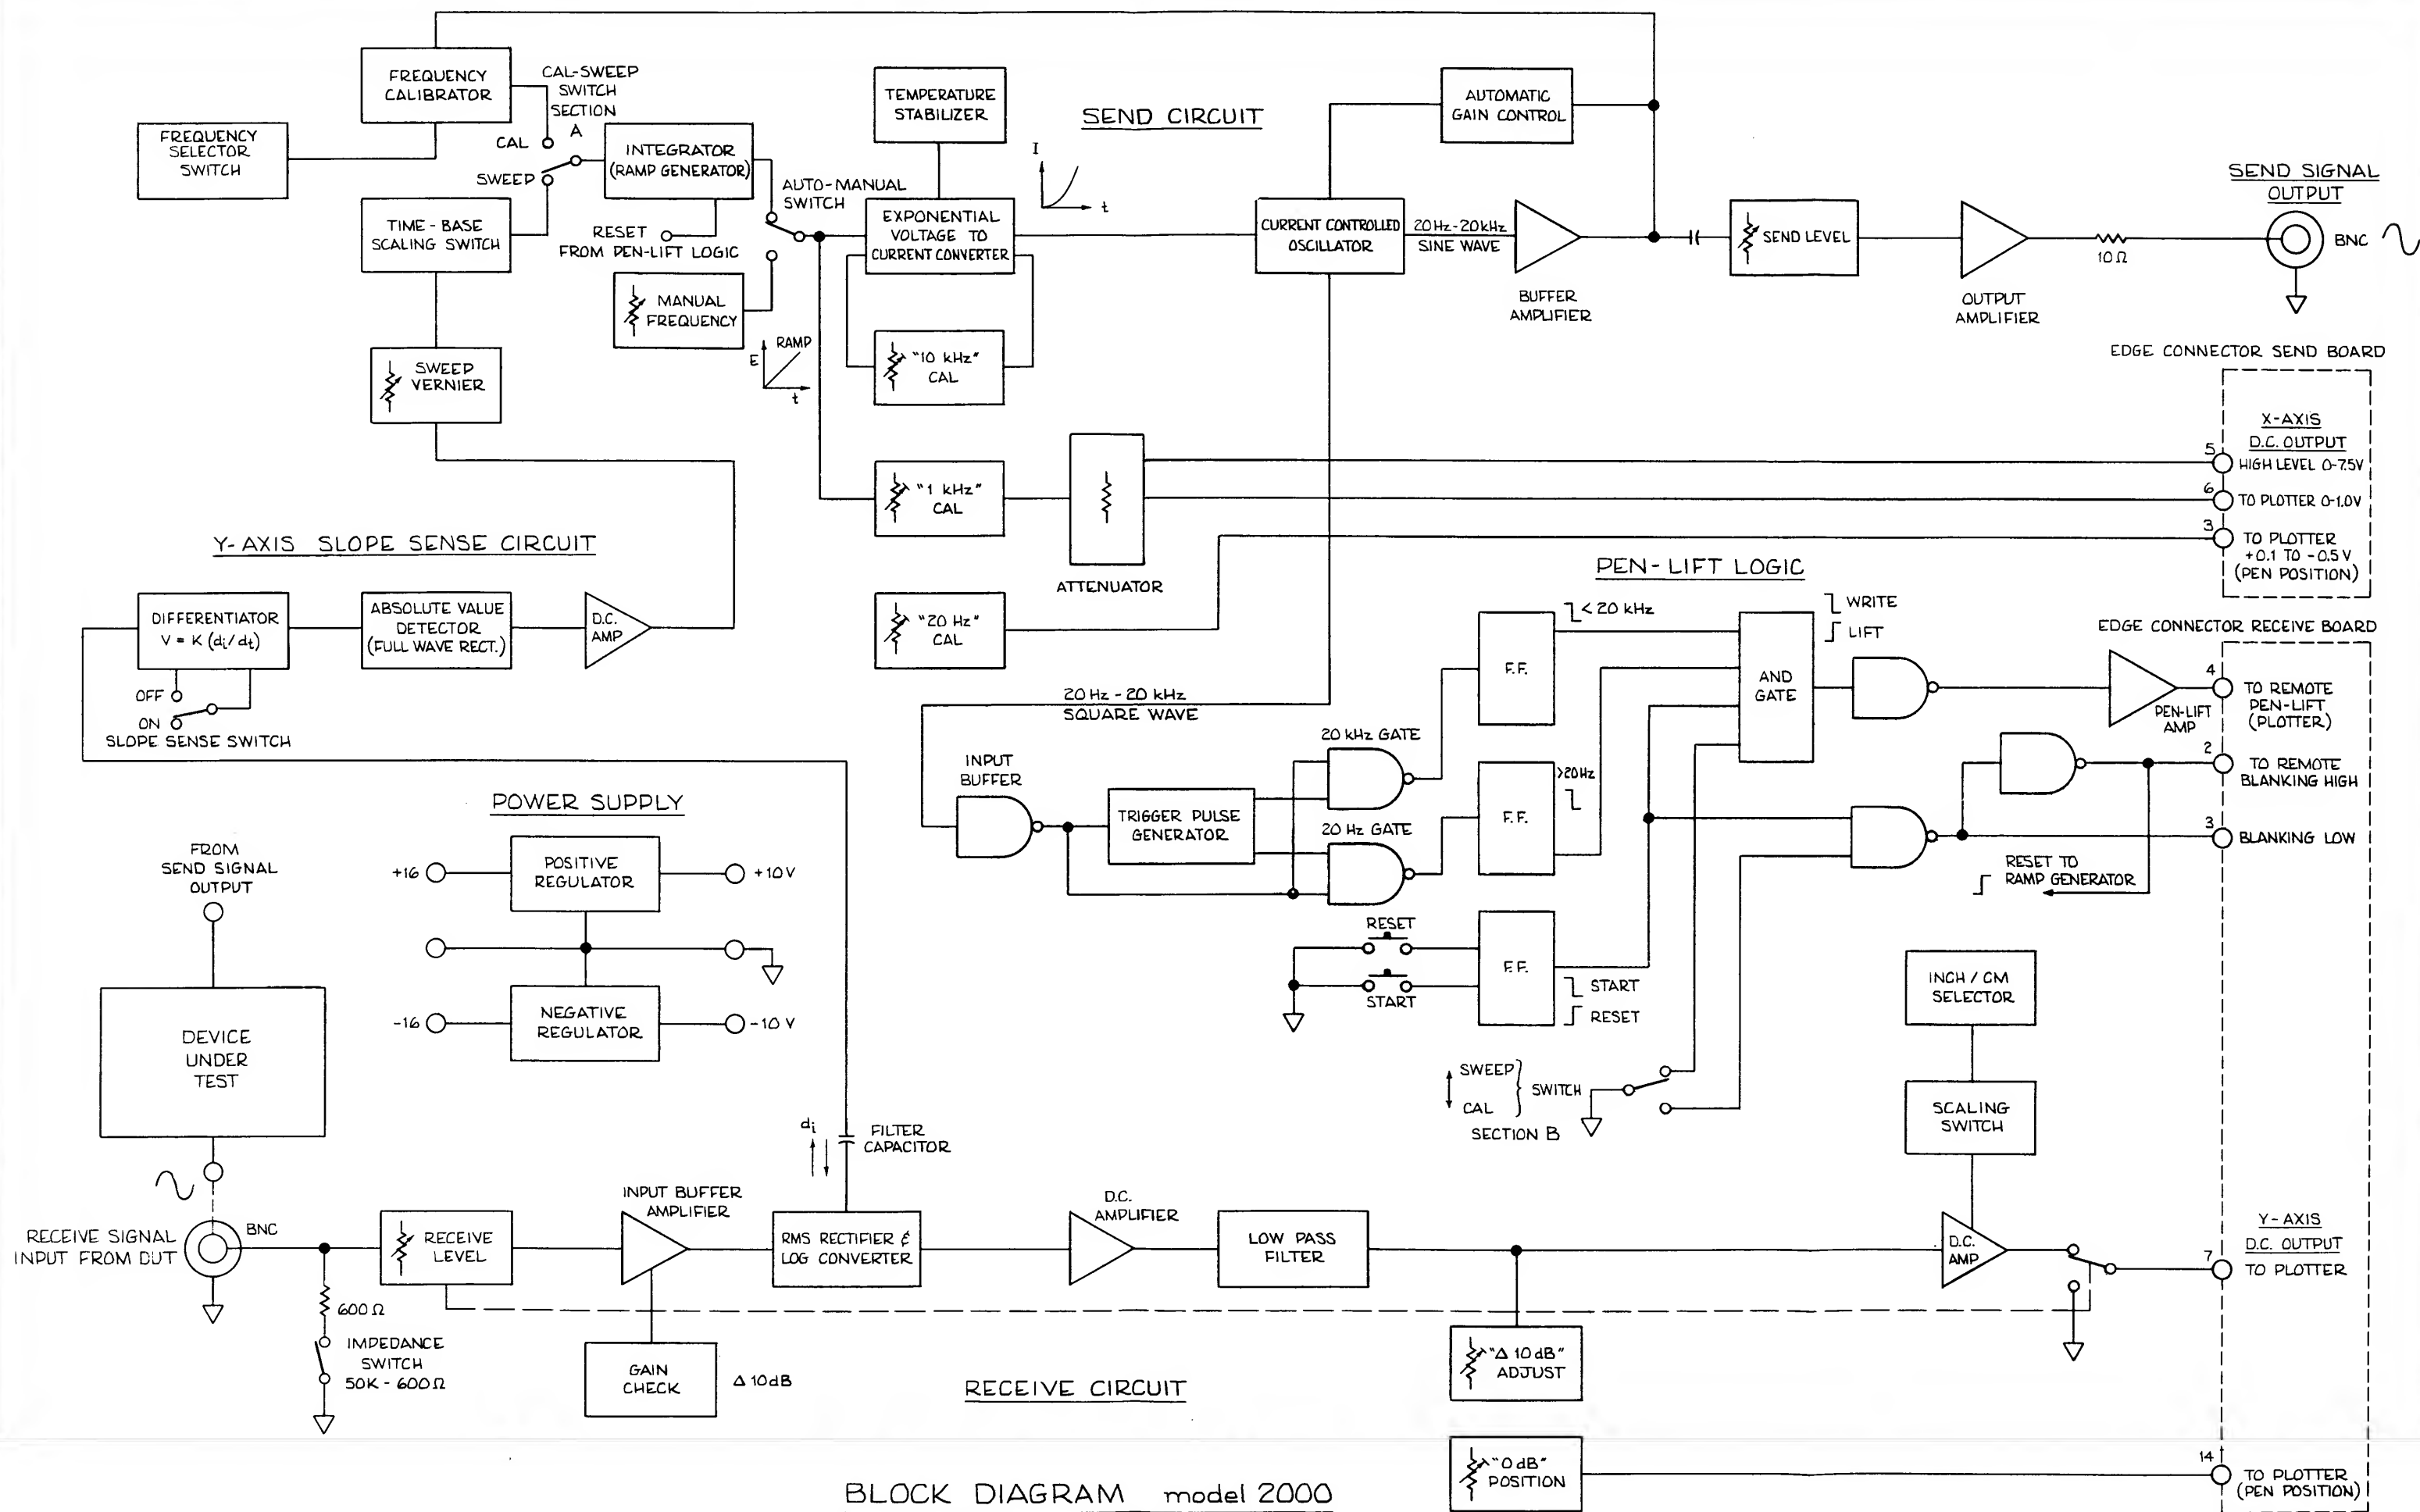 FREQUENCY
CALIBRATOR
CAL-SWEEP
SWITCH
SECTION
A
FREQUENCY
SELECTOR
SWITCH
CAL
SWEEP
INTEGRATOR
(RAMP GENERATOR)
TIME-BASE
SCALING SWITCH
RESET
FROM PEN-LIFT LOGIC
AUTO-MANUAL
SWITCH
MANUAL
FREQUENCY
E
RAMP
t
SWEEP
VERNIER
TEMPERATURE
STABILIZER
SEND CIRCUIT
I
t
EXPONENTIAL
VOLTAGE TO
CURRENT CONVERTER
"10 kHz"
CAL
AUTOMATIC
GAIN CONTROL
CURRENT CONTROLLED
OSCILLATOR
20Hz-20kHz
SINE WAVE
BUFFER
AMPLIFIER
SEND LEVEL
OUTPUT
AMPLIFIER
10Ω
SEND SIGNAL
OUTPUT
BNC
EDGE CONNECTOR SEND BOARD
X-AXIS
D.C. OUTPUT
5
HIGH LEVEL 0-7.5V
6
TO PLOTTER 0-1.0V
3
TO PLOTTER
+0.1 TO -0.5V
(PEN POSITION)
"1 kHz"
CAL
ATTENUATOR
"20 Hz"
CAL
Y-AXIS SLOPE SENSE CIRCUIT
DIFFERENTIATOR
V = K (di/dt)
ABSOLUTE VALUE
DETECTOR
(FULL WAVE RECT.)
D.C.
AMP
OFF
ON
SLOPE SENSE SWITCH
20 Hz - 20 kHz
SQUARE WAVE
PEN-LIFT LOGIC
INPUT
BUFFER
TRIGGER PULSE
GENERATOR
20 kHz GATE
20 Hz GATE
F.F.
<20 kHz
F.F.
>20Hz
AND
GATE
WRITE
LIFT
RESET
START
F.F.
START
RESET
SWEEP
CAL
SWITCH
SECTION B
EDGE CONNECTOR RECEIVE BOARD
PEN-LIFT
AMP
4
TO REMOTE
PEN-LIFT
(PLOTTER)
2
TO REMOTE
BLANKING HIGH
3
BLANKING LOW
RESET TO
RAMP GENERATOR
POWER SUPPLY
+16
POSITIVE
REGULATOR
+10V
-16
NEGATIVE
REGULATOR
-10 V
FROM
SEND SIGNAL
OUTPUT
DEVICE
UNDER
TEST
RECEIVE SIGNAL
INPUT FROM DUT
BNC
600Ω
IMPEDANCE
SWITCH
50K-600Ω
RECEIVE
LEVEL
INPUT BUFFER
AMPLIFIER
GAIN
CHECK
Δ 10dB
di
FILTER
CAPACITOR
RMS RECTIFIER &
LOG CONVERTER
D.C.
AMPLIFIER
LOW PASS
FILTER
RECEIVE CIRCUIT
"Δ 10dB"
ADJUST
INCH / CM
SELECTOR
SCALING
SWITCH
D.C.
AMP
Y-AXIS
D.C. OUTPUT
7
TO PLOTTER
"0dB"
POSITION
14
TO PLOTTER
(PEN POSITION)
BLOCK DIAGRAM model 2000